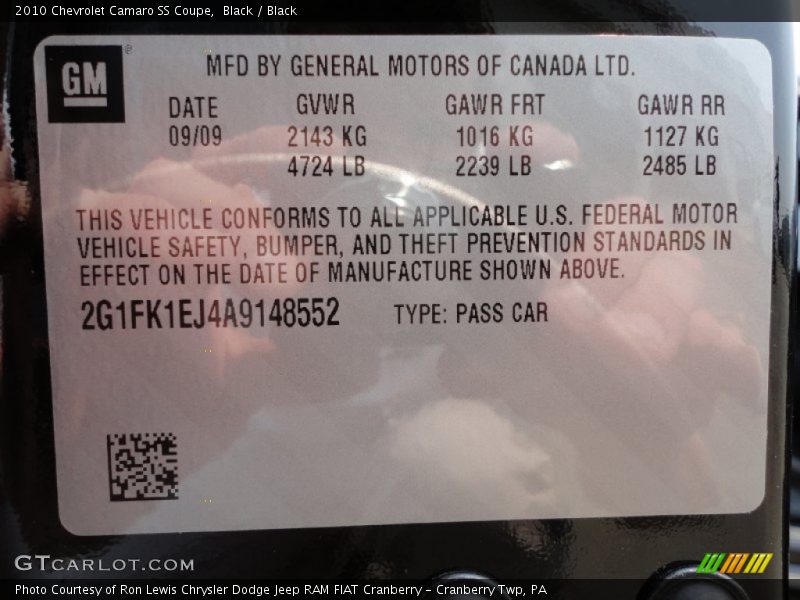 2010 Chevrolet Camaro SS Coupe,  Black / Black
GM ®
MFD BY GENERAL MOTORS OF CANADA LTD.
DATE GVWR GAWR FRT GAWR RR
09/09 2143 KG 1016 KG 1127 KG
4724 LB 2239 LB 2485 LB
THIS VEHICLE CONFORMS TO ALL APPLICABLE U.S. FEDERAL MOTOR
VEHICLE SAFETY, BUMPER, AND THEFT PREVENTION STANDARDS IN
EFFECT ON THE DATE OF MANUFACTURE SHOWN ABOVE.
2G1FK1EJ4A9148552 TYPE: PASS CAR
GTCARLOT.COM
Photo Courtesy of Ron Lewis Chrysler Dodge Jeep RAM FIAT Cranberry – Cranberry Twp, PA